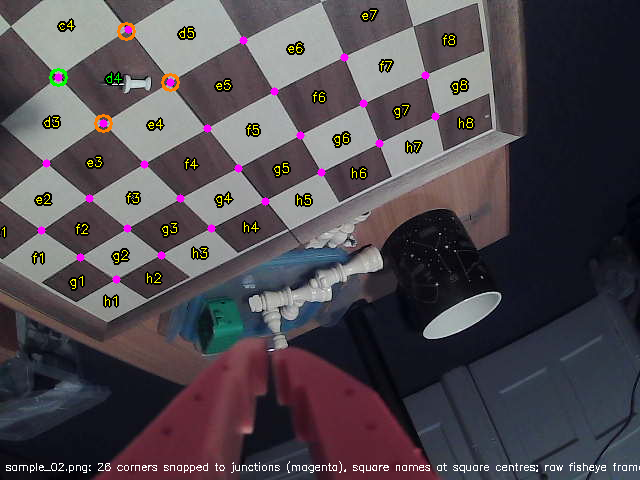 c4 d5 e7
e6 f8
d4 e5 f7 g8
d3 e4 f6 g7 h8
f5 g6 h7
e3 f4 g5 h6
e2 f3 g4 h5
1 f2 g3 h4
f1 g2 h3
g1 h2
h1
sample_02.png: 26 corners snapped to junctions (magenta), square names at square centres; raw fisheye fram